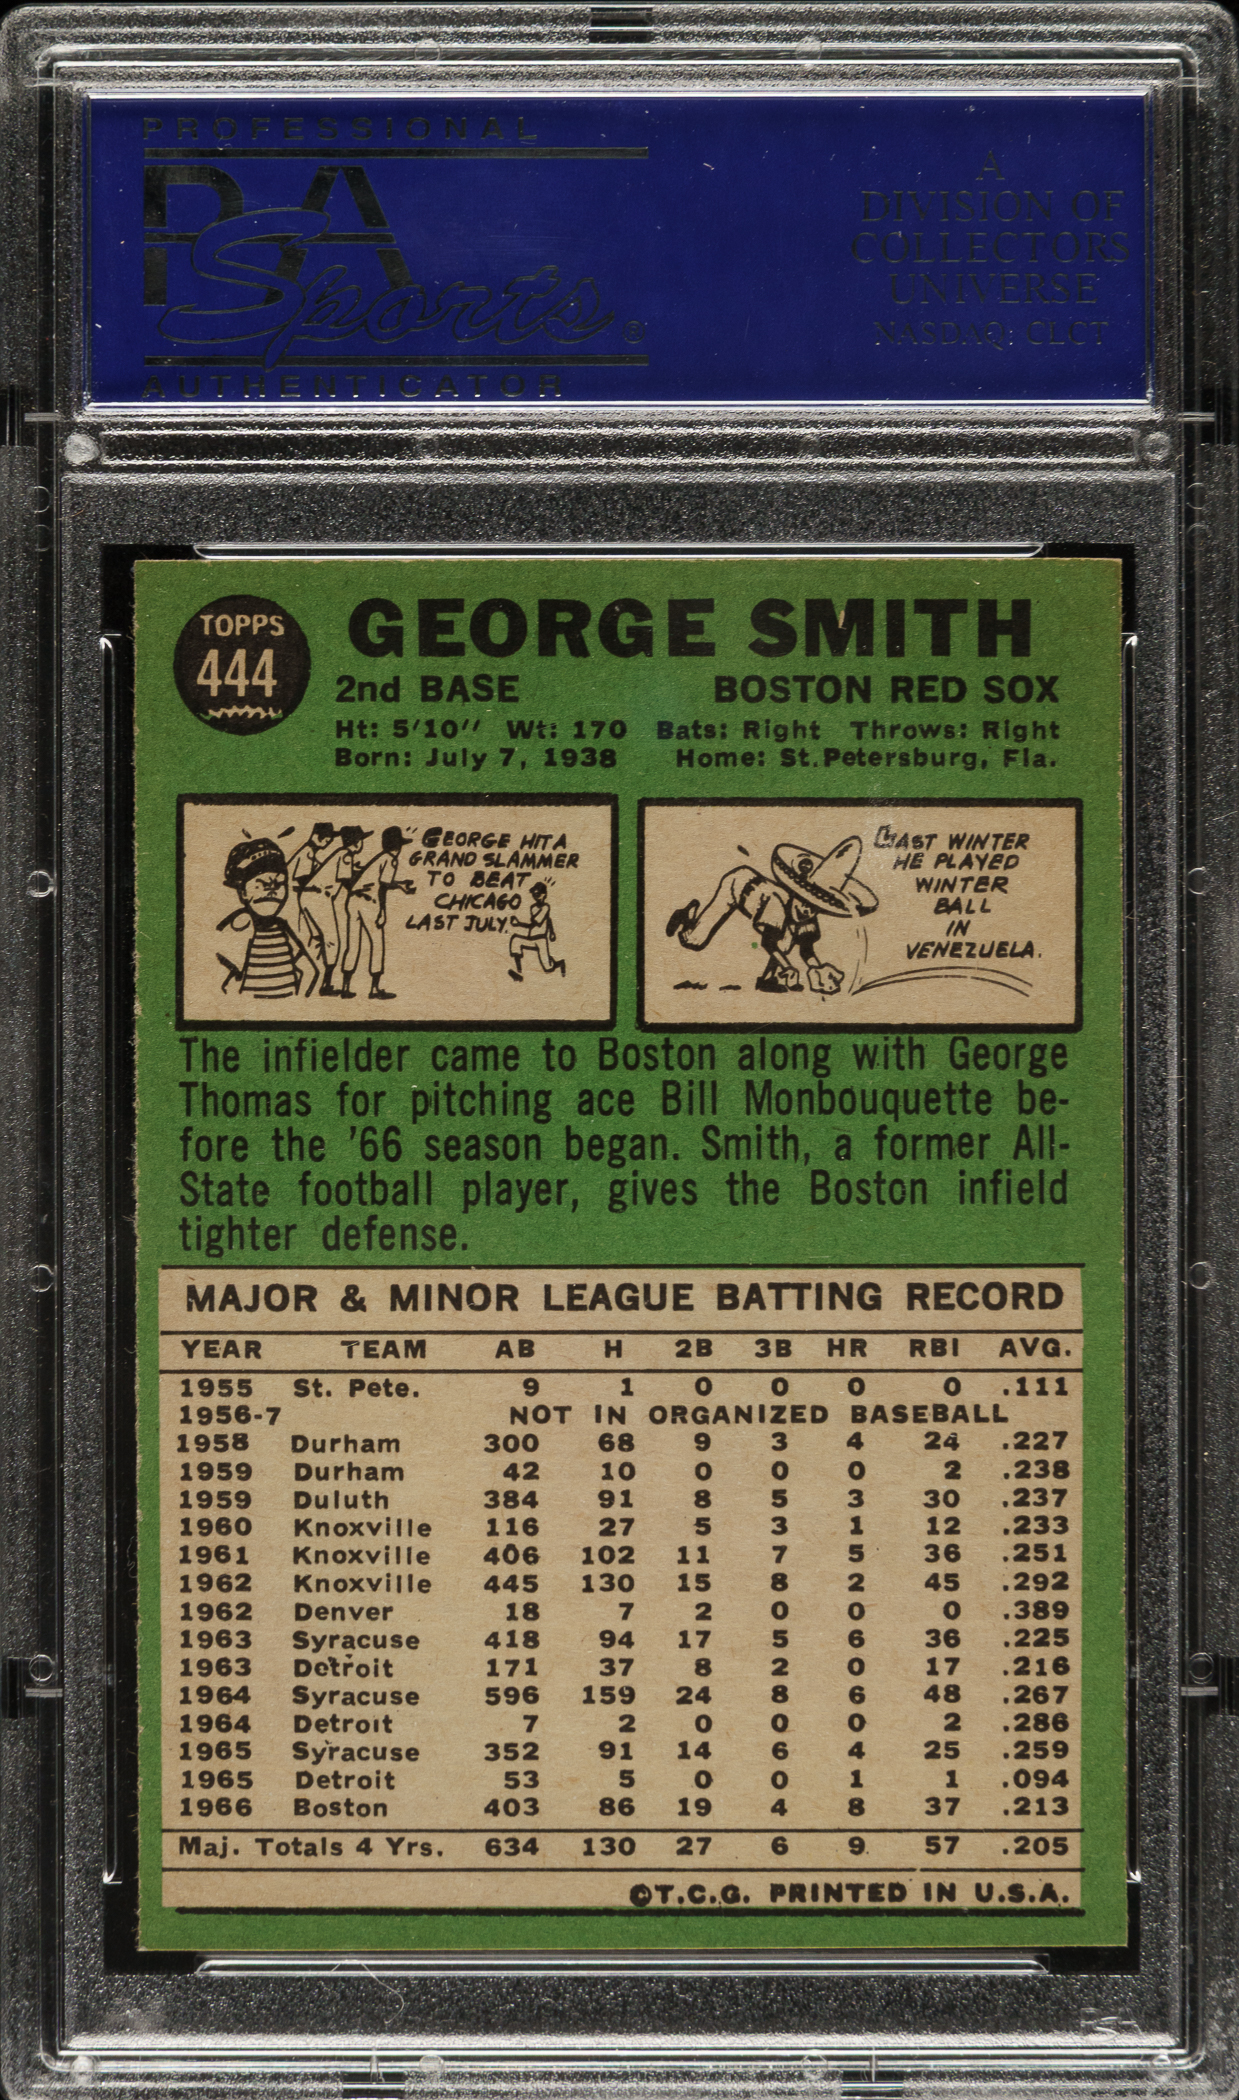 PROFESSIONAL
PSA
Sports®
AUTHENTICATOR
A
DIVISION OF
COLLECTORS
UNIVERSE
NASDAQ: CLCT
TOPPS
444
GEORGE SMITH
2nd BASE BOSTON RED SOX
Ht: 5'10" Wt: 170 Bats: Right Throws: Right
Born: July 7, 1938 Home: St.Petersburg, Fla.
GEORGE HIT A
GRAND SLAMMER
TO BEAT
CHICAGO
LAST JULY.
LAST WINTER
HE PLAYED
WINTER
BALL
IN
VENEZUELA.
The infielder came to Boston along with George
Thomas for pitching ace Bill Monbouquette be-
fore the '66 season began. Smith, a former All-
State football player, gives the Boston infield
tighter defense.
MAJOR & MINOR LEAGUE BATTING RECORD
YEAR TEAM AB H 2B 3B HR RBI AVG.
1955 St. Pete. 9 1 0 0 0 0 .111
1956-7 NOT IN ORGANIZED BASEBALL
1958 Durham 300 68 9 3 4 24 .227
1959 Durham 42 10 0 0 0 2 .238
1959 Duluth 384 91 8 5 3 30 .237
1960 Knoxville 116 27 5 3 1 12 .233
1961 Knoxville 406 102 11 7 5 36 .251
1962 Knoxville 445 130 15 8 2 45 .292
1962 Denver 18 7 2 0 0 0 .389
1963 Syracuse 418 94 17 5 6 36 .225
1963 Detroit 171 37 8 2 0 17 .216
1964 Syracuse 596 159 24 8 6 48 .267
1964 Detroit 7 2 0 0 0 2 .286
1965 Syracuse 352 91 14 6 4 25 .259
1965 Detroit 53 5 0 0 1 1 .094
1966 Boston 403 86 19 4 8 37 .213
Maj. Totals 4 Yrs. 634 130 27 6 9 57 .205
©T.C.G. PRINTED IN U.S.A.